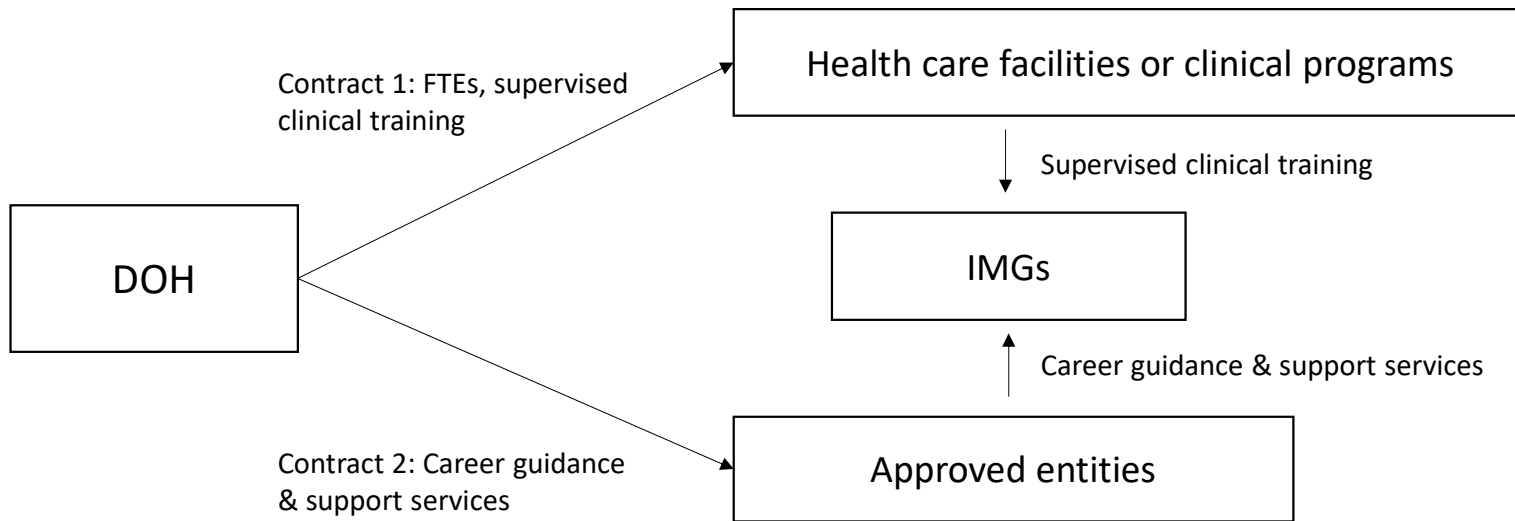 Health care facilities or clinical programs
Contract 1: FTEs, supervised
clinical training
Supervised clinical training
DOH
IMGs
Career guidance & support services
Contract 2: Career guidance
& support services
Approved entities